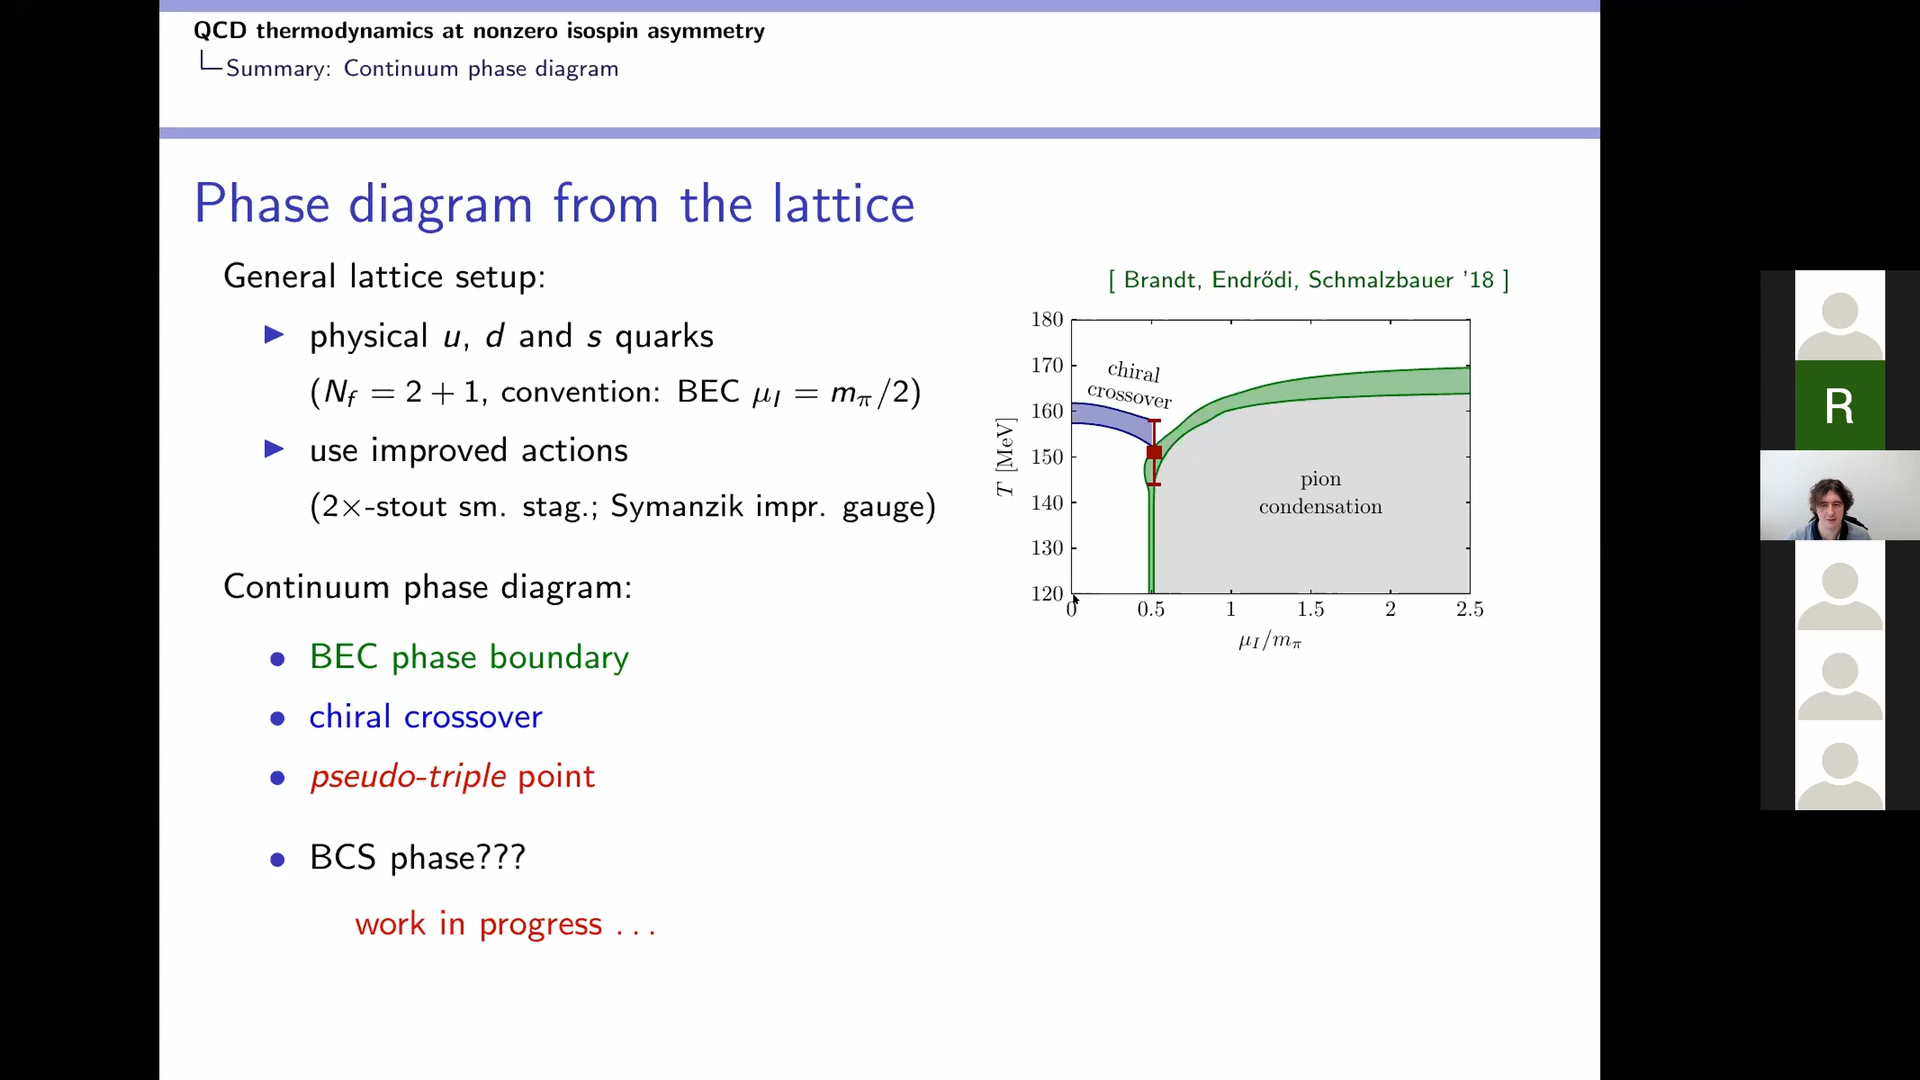 QCD thermodynamics at nonzero isospin asymmetry
Summary: Continuum phase diagram
Phase diagram from the lattice
General lattice setup:
▶ physical u, d and s quarks
(N_f = 2 + 1, convention: BEC μ_I = m_π/2)
▶ use improved actions
(2×-stout sm. stag.; Symanzik impr. gauge)
Continuum phase diagram:
• BEC phase boundary
• chiral crossover
• pseudo-triple point
• BCS phase???
work in progress ...
[ Brandt, Endrődi, Schmalzbauer '18 ]
180
170
160
150
140
130
120
T [MeV]
chiral
crossover
pion
condensation
0 0.5 1 1.5 2 2.5
μ_I/m_π
R